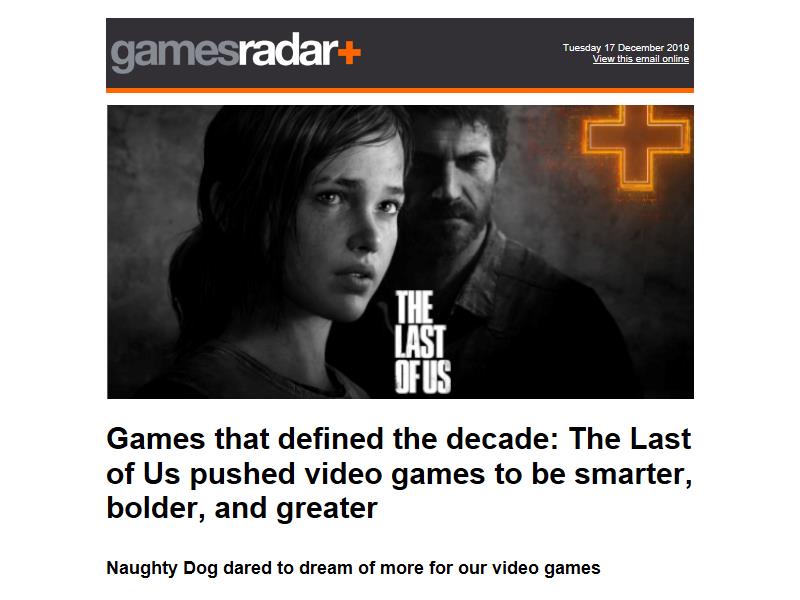 gamesradar+
Tuesday 17 December 2019
View this email online
THE
LAST
OF US
Games that defined the decade: The Last
of Us pushed video games to be smarter,
bolder, and greater
Naughty Dog dared to dream of more for our video games